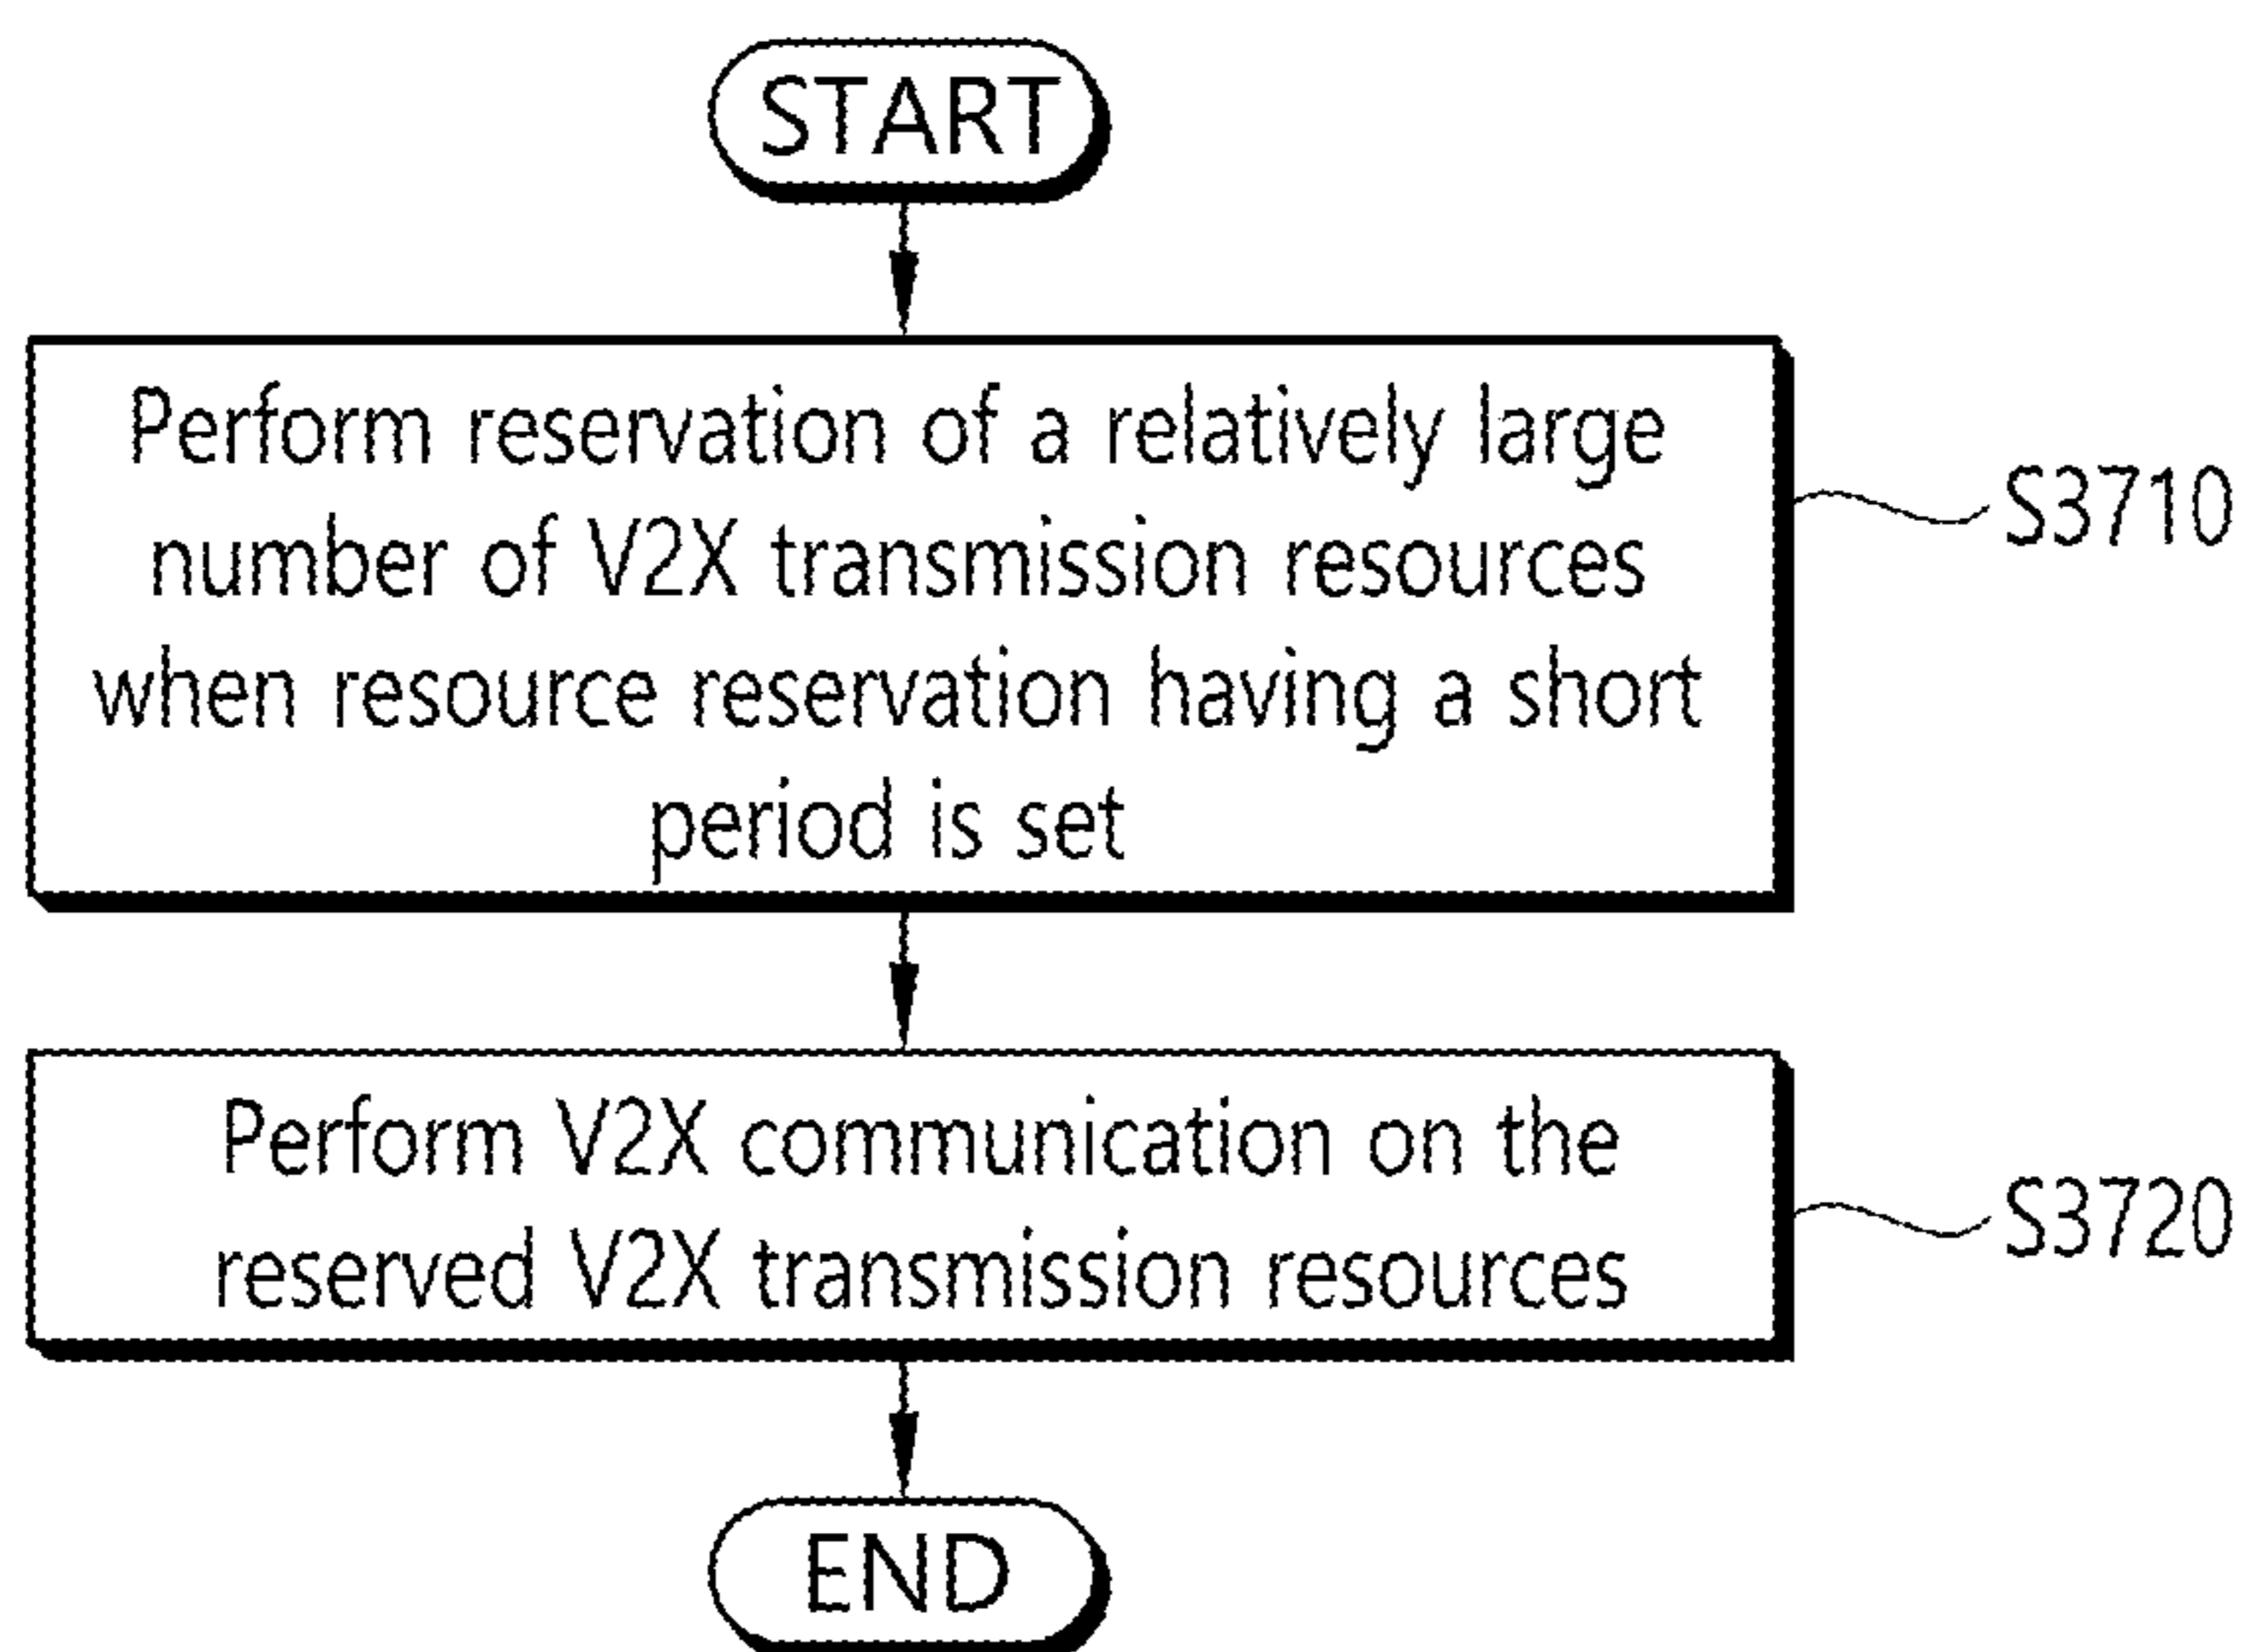 START
Perform reservation of a relatively large
number of V2X transmission resources
when resource reservation having a short
period is set
S3710
Perform V2X communication on the
reserved V2X transmission resources
S3720
END